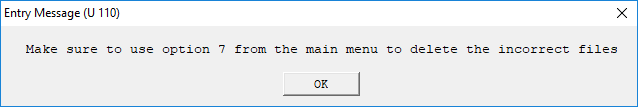 Entry Message (U 110)
Make sure to use option 7 from the main menu to delete the incorrect files
OK